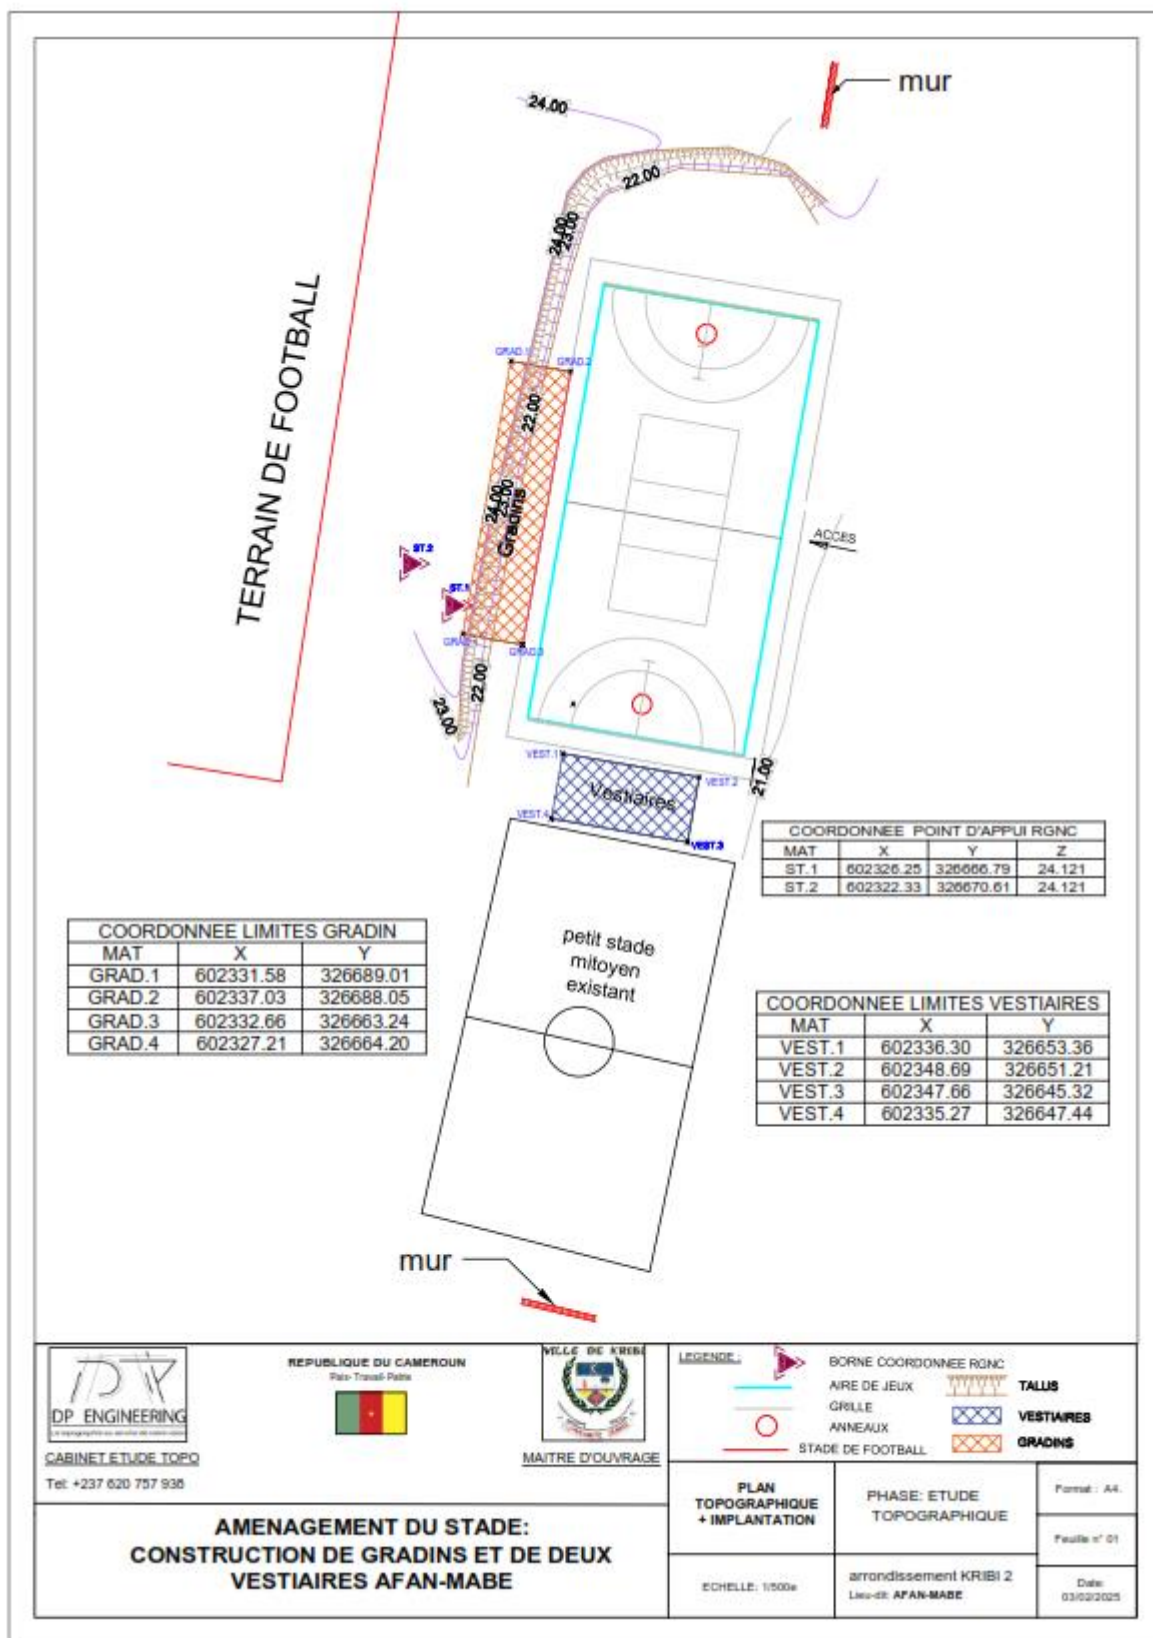 mur
24.00
22.00
24.00
23.00
TERRAIN DE FOOTBALL
GRAD.1
GRAD.2
22.00
24.00
23.00
Gradins
ACCES
ST.2
ST.1
GRAD.4
GRAD.3
22.00
23.00
VEST.1
VEST.2
21.00
Vestiaires
VEST.4
VEST.3
COORDONNEE POINT D'APPUI RGNC
MAT X Y Z
ST.1 602326.25 326666.79 24.121
ST.2 602322.33 326670.61 24.121
COORDONNEE LIMITES GRADIN
MAT X Y
GRAD.1 602331.58 326689.01
GRAD.2 602337.03 326688.05
GRAD.3 602332.66 326663.24
GRAD.4 602327.21 326664.20
petit stade
mitoyen
existant
COORDONNEE LIMITES VESTIAIRES
MAT X Y
VEST.1 602336.30 326653.36
VEST.2 602348.69 326651.21
VEST.3 602347.66 326645.32
VEST.4 602335.27 326647.44
mur
DP ENGINEERING
CABINET ETUDE TOPO
Tel: +237 620 757 936
REPUBLIQUE DU CAMEROUN
Paix- Travail- Patrie
VILLE DE KRIBI
MAITRE D'OUVRAGE
LEGENDE :
BORNE COORDONNEE RGNC
AIRE DE JEUX
GRILLE
ANNEAUX
STADE DE FOOTBALL
TALUS
VESTIAIRES
GRADINS
AMENAGEMENT DU STADE:
CONSTRUCTION DE GRADINS ET DE DEUX
VESTIAIRES AFAN-MABE
PLAN
TOPOGRAPHIQUE
+ IMPLANTATION
PHASE: ETUDE
TOPOGRAPHIQUE
Format : A4.
Feuille n° 01
ECHELLE: 1/500e
arrondissement KRIBI 2
Lieu-dit: AFAN-MABE
Date:
03/02/2025